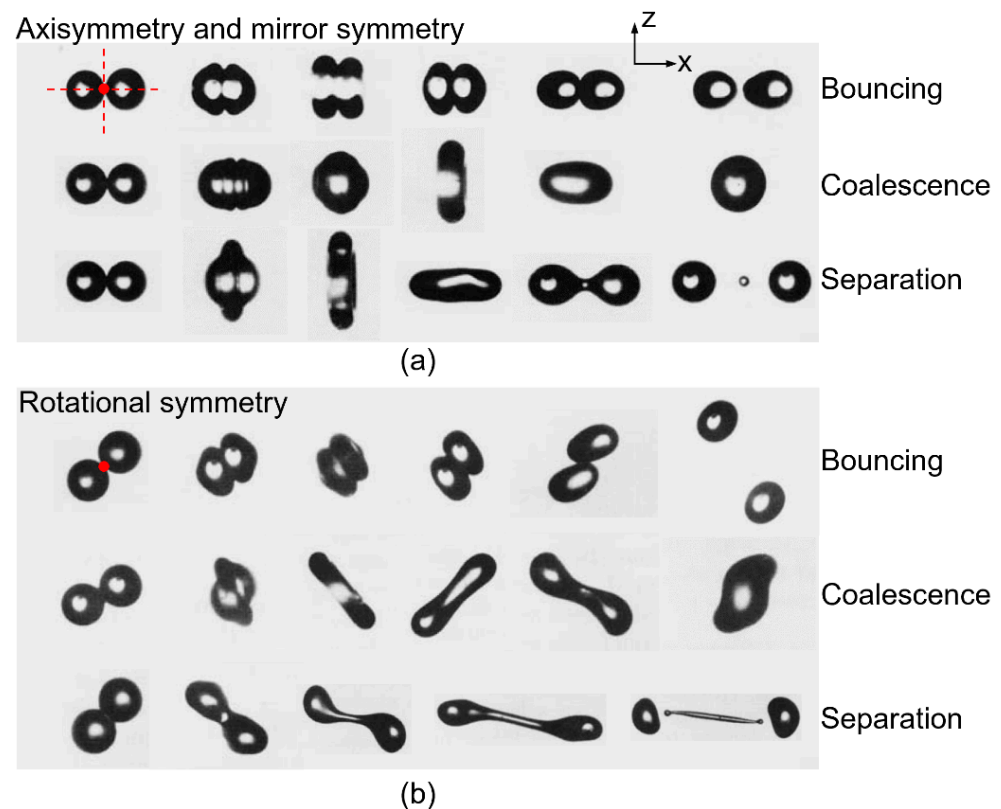 Axisymmetry and mirror symmetry
z
x
Bouncing
Coalescence
Separation
(a)
Rotational symmetry
Bouncing
Coalescence
Separation
(b)